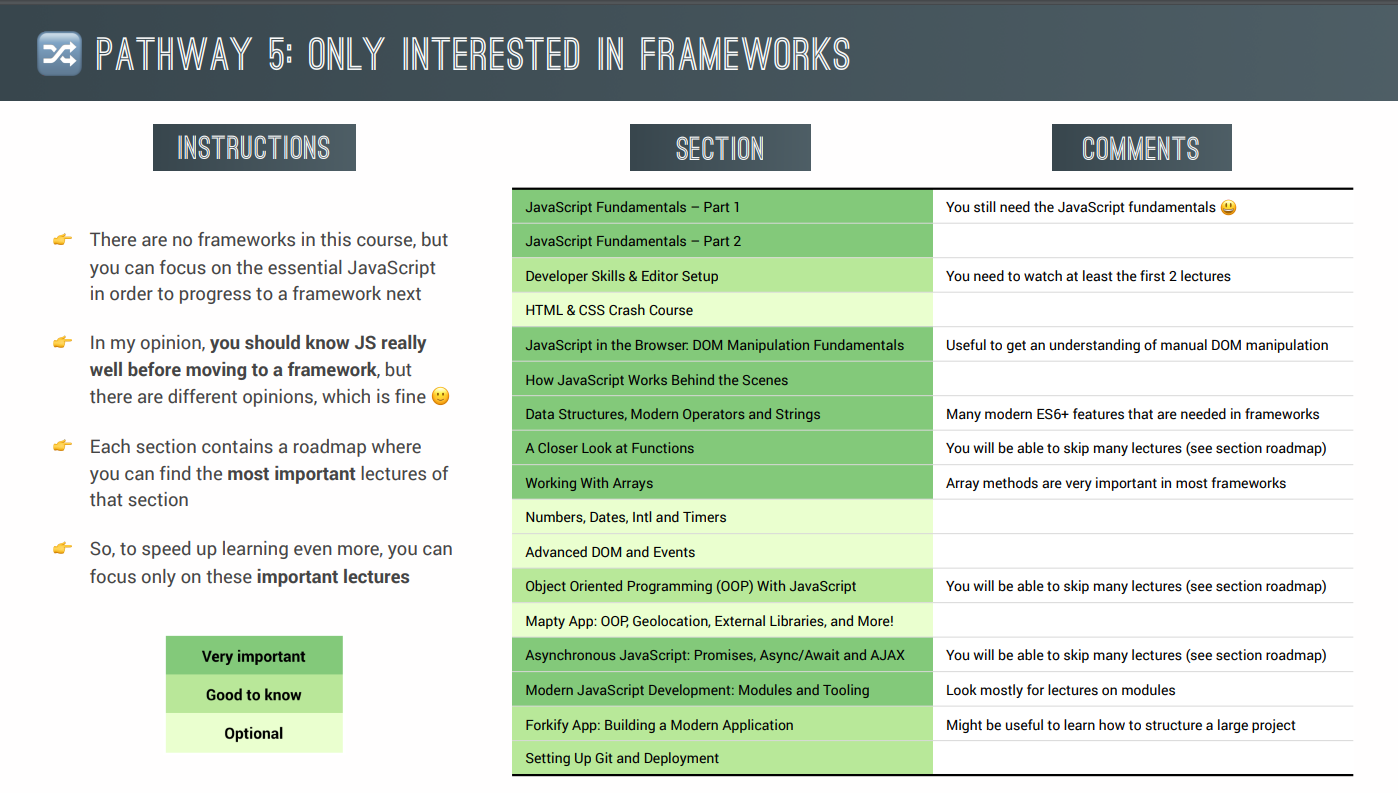 🔀 PATHWAY 5: ONLY INTERESTED IN FRAMEWORKS
INSTRUCTIONS
👉 There are no frameworks in this course, but
you can focus on the essential JavaScript
in order to progress to a framework next
👉 In my opinion, you should know JS really
well before moving to a framework, but
there are different opinions, which is fine 🙂
👉 Each section contains a roadmap where
you can find the most important lectures of
that section
👉 So, to speed up learning even more, you can
focus only on these important lectures
Very important
Good to know
Optional
SECTION COMMENTS
JavaScript Fundamentals – Part 1 You still need the JavaScript fundamentals 😃
JavaScript Fundamentals – Part 2
Developer Skills & Editor Setup You need to watch at least the first 2 lectures
HTML & CSS Crash Course
JavaScript in the Browser: DOM Manipulation Fundamentals Useful to get an understanding of manual DOM manipulation
How JavaScript Works Behind the Scenes
Data Structures, Modern Operators and Strings Many modern ES6+ features that are needed in frameworks
A Closer Look at Functions You will be able to skip many lectures (see section roadmap)
Working With Arrays Array methods are very important in most frameworks
Numbers, Dates, Intl and Timers
Advanced DOM and Events
Object Oriented Programming (OOP) With JavaScript You will be able to skip many lectures (see section roadmap)
Mapty App: OOP, Geolocation, External Libraries, and More!
Asynchronous JavaScript: Promises, Async/Await and AJAX You will be able to skip many lectures (see section roadmap)
Modern JavaScript Development: Modules and Tooling Look mostly for lectures on modules
Forkify App: Building a Modern Application Might be useful to learn how to structure a large project
Setting Up Git and Deployment